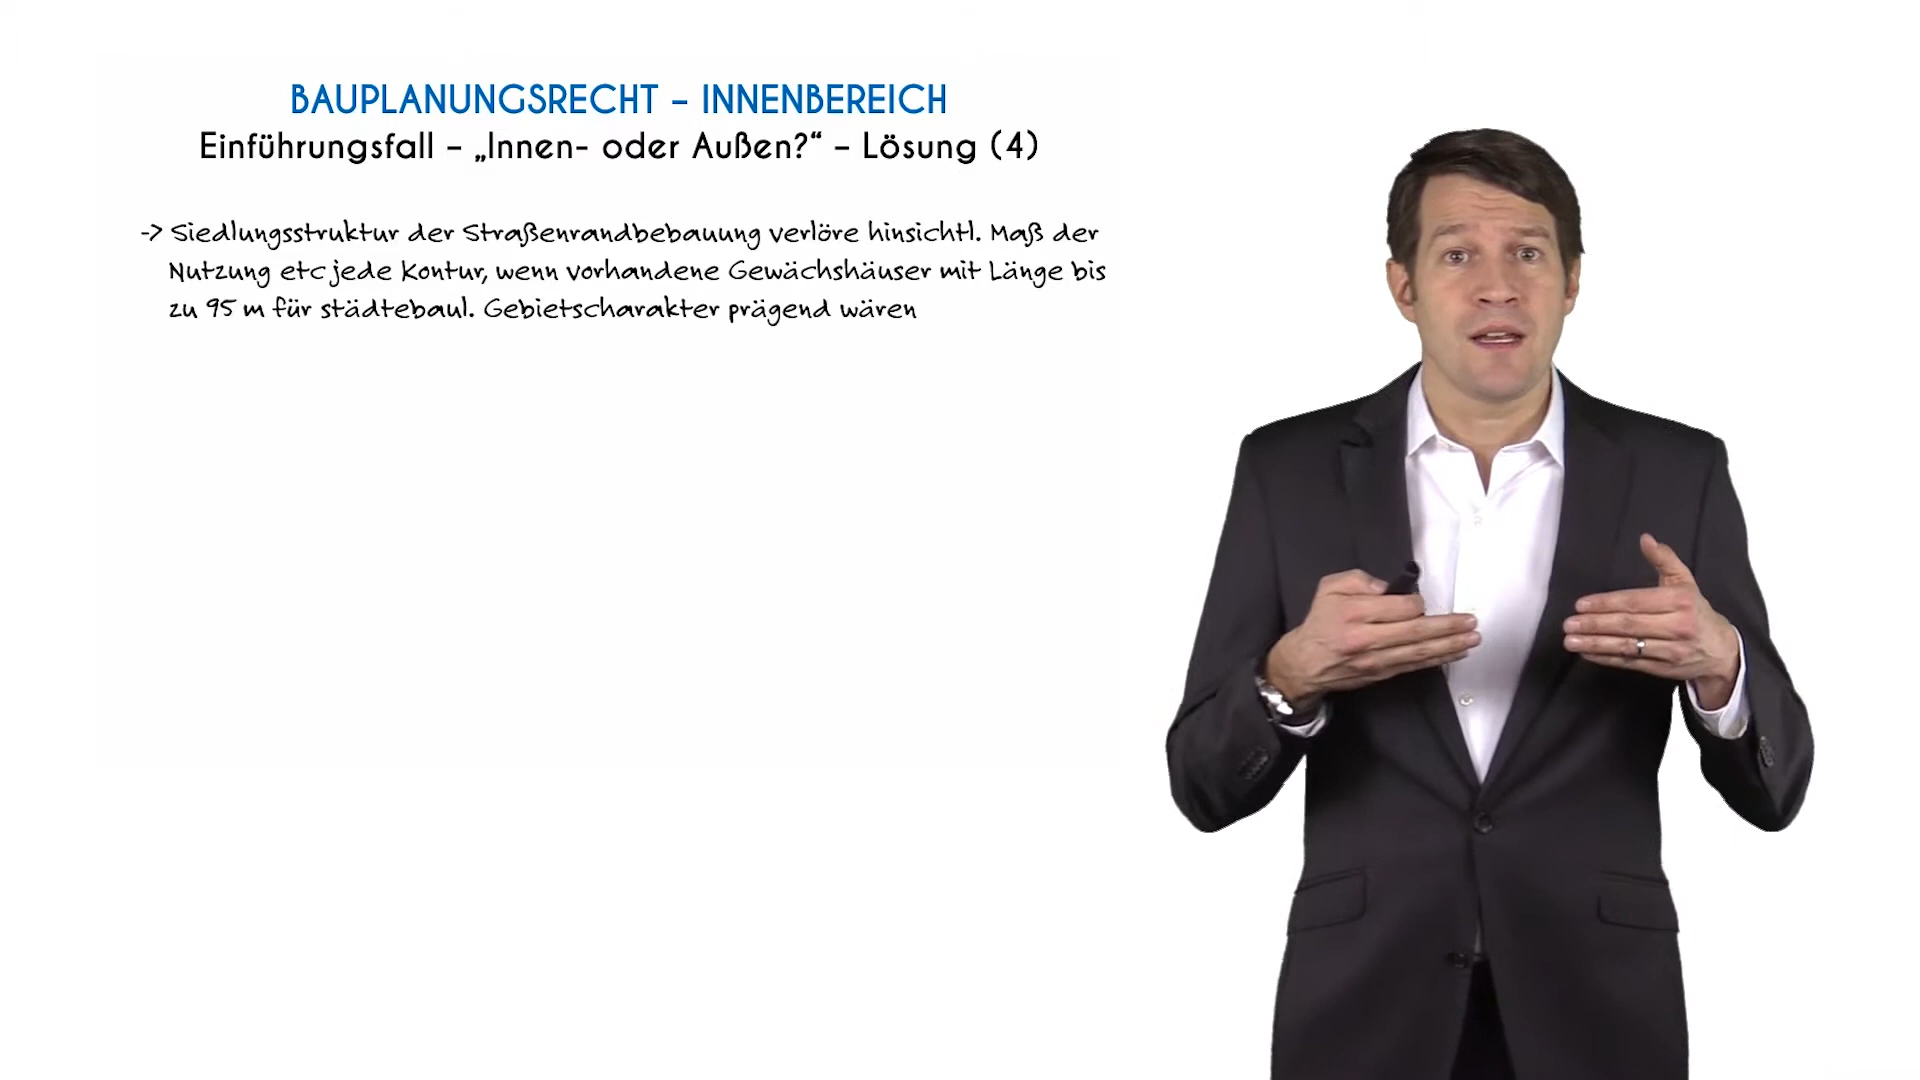 BAUPLANUNGSRECHT – INNENBEREICH
Einführungsfall – „Innen- oder Außen?“ – Lösung (4)
-> Siedlungsstruktur der Straßenrandbebauung verlöre hinsichtl. Maß der
Nutzung etc jede Kontur, wenn vorhandene Gewächshäuser mit Länge bis
zu 95 m für städtebaul. Gebietscharakter prägend wären